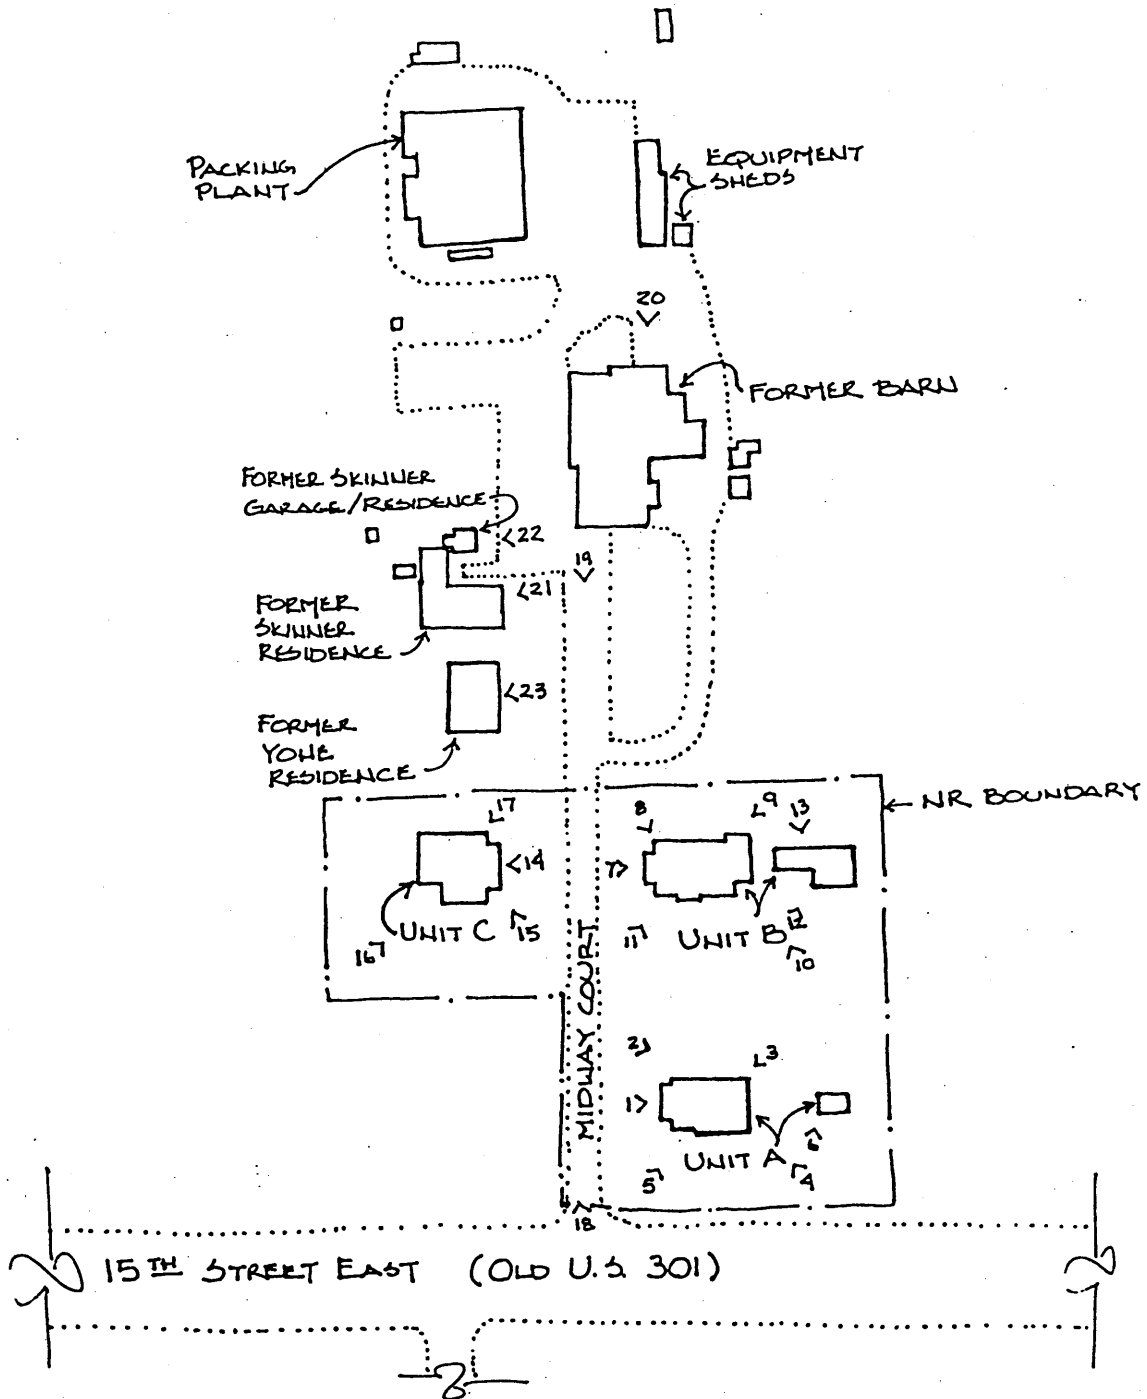 PACKING
PLANT
EQUIPMENT
SHEDS
20
FORMER BARN
FORMER SKINNER
GARAGE/RESIDENCE
22
19
21
FORMER
SKINNER
RESIDENCE
23
FORMER
YOHE
RESIDENCE
NR BOUNDARY
17
8
9
13
14
7
UNIT C
15
16
11
UNIT B
12
10
MIDWAY COURT
2
3
1
6
UNIT A
5
4
18
15TH STREET EAST (OLD U.S. 301)